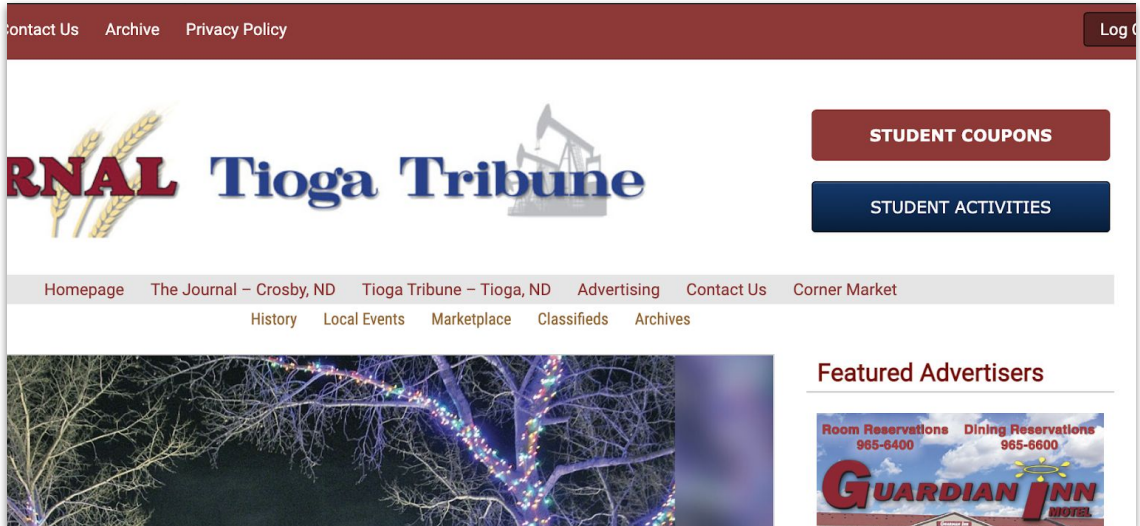 ontact Us Archive Privacy Policy Log
RNAL Tioga Tribune
STUDENT COUPONS
STUDENT ACTIVITIES
Homepage The Journal – Crosby, ND Tioga Tribune – Tioga, ND Advertising Contact Us Corner Market
History Local Events Marketplace Classifieds Archives
Featured Advertisers
Room Reservations Dining Reservations
965-6400 965-6600
GUARDIAN INN
MOTEL